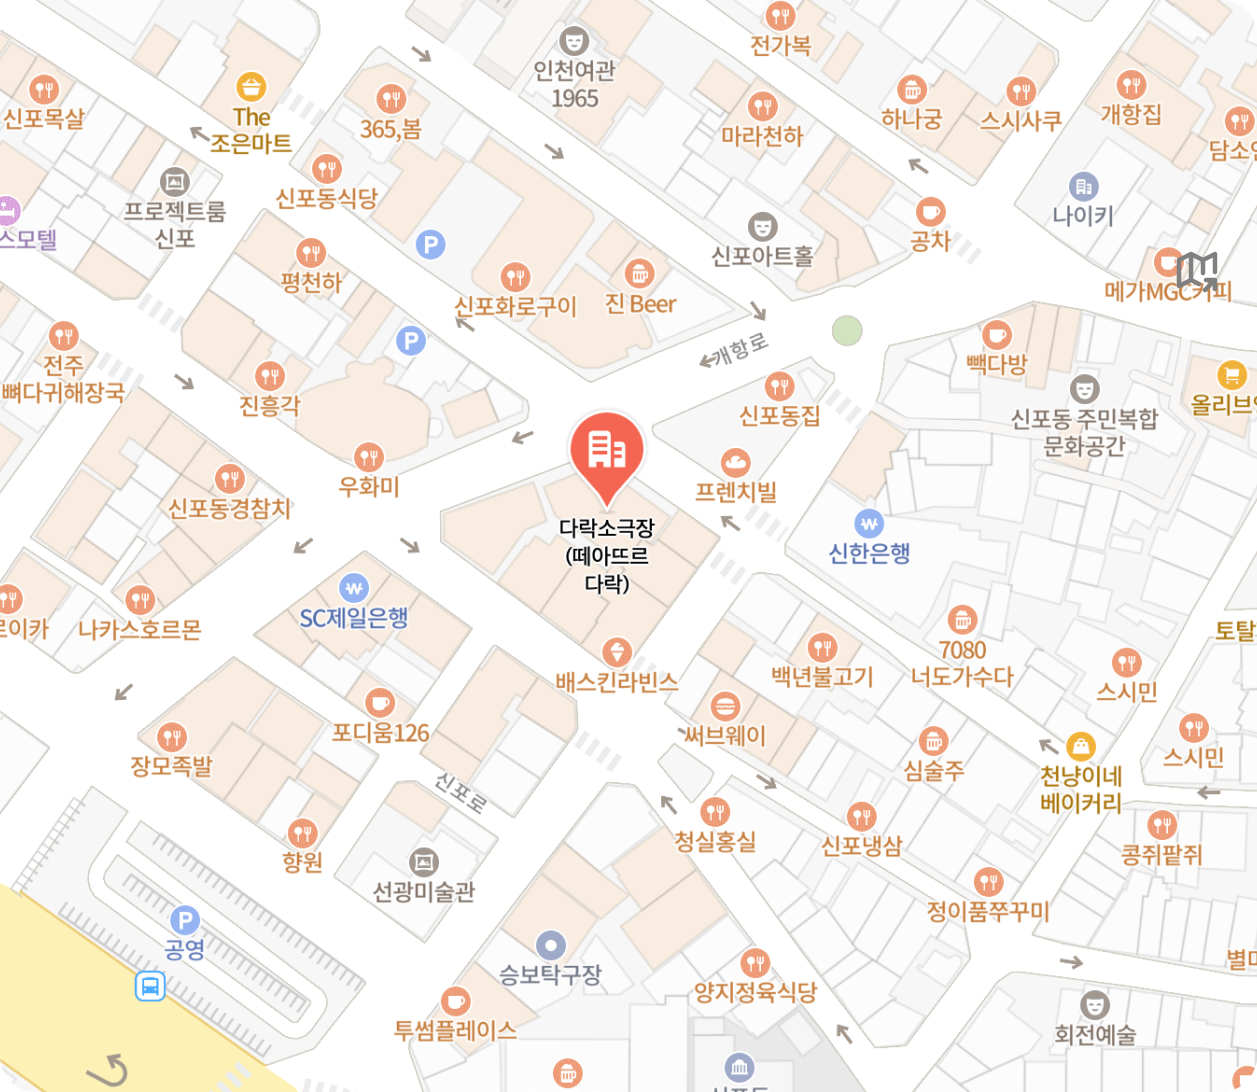 전가복
인천여관
1965
신포목살
The
조은마트
365,봄
마라천하
하나궁
스시사쿠
개항집
신포동식당
프로젝트룸
신포
스모텔
나이키
공차
신포아트홀
평천하
신포화로구이
진 Beer
메가MGC커피
개항로
전주
뼈다귀해장국
진흥각
신포동집
빽다방
신포동 주민복합
문화공간
우화미
신포동경참치
프렌치빌
다락소극장
(떼아뜨르
다락)
신한은행
SC제일은행
나카스호르몬
배스킨라빈스
백년불고기
7080
너도가수다
스시민
토탈
포디움126
장모족발
써브웨이
심술주
천냥이네
베이커리
스시민
신포로
향원
선광미술관
청실홍실
신포냉삼
콩쥐팥쥐
정이품쭈꾸미
P
P
P
공영
승보탁구장
투썸플레이스
양지정육식당
회전예술